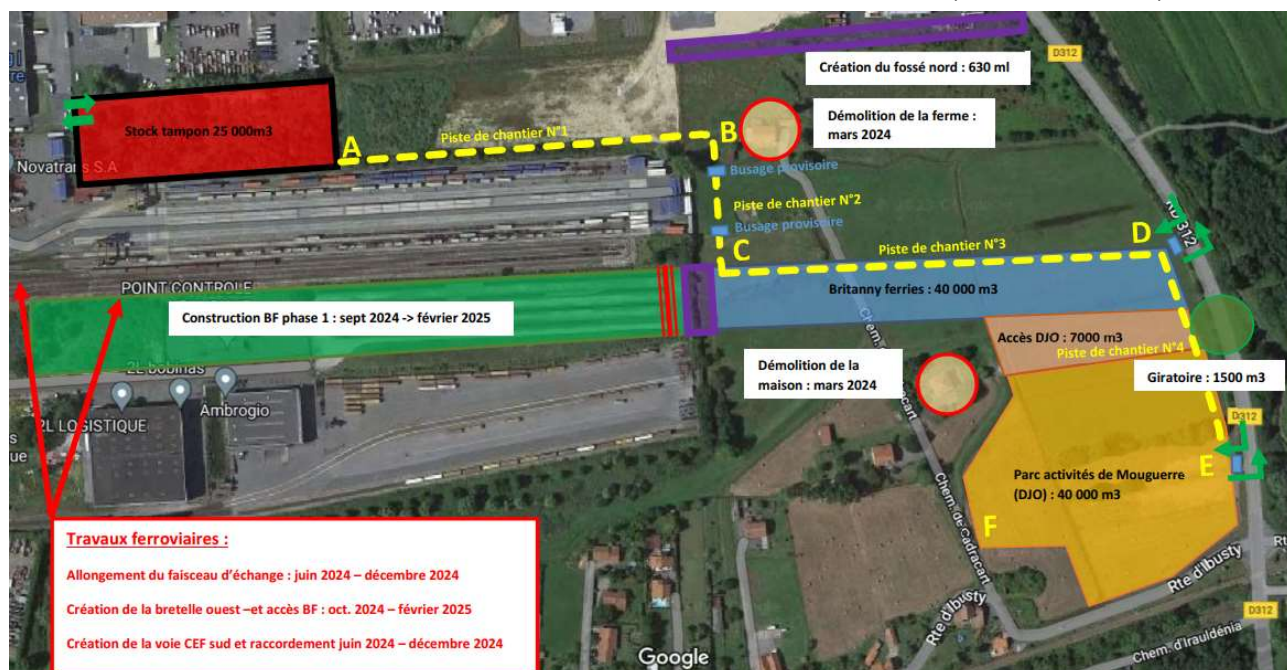 D312
Création du fossé nord : 630 ml
Stock tampon 25 000m3
A
Piste de chantier N°1
B
Démolition de la ferme :
mars 2024
Novatrans S.A
Busage provisoire
Piste de chantier N°2
Busage provisoire
C
Piste de chantier N°3
D
312
POINT CONTROLE
Construction BF phase 1 : sept 2024 -> février 2025
Britanny ferries : 40 000 m3
Accès DJO : 7000 m3
Piste de chantier N°4
Giratoire : 1500 m3
2L bobinas
Démolition de la
maison : mars 2024
2L LOGISTIQUE
Ambrogio
D312
E
Parc activités de Mouguerre
(DJO) : 40 000 m3
F
Chem. de Cadracart
Travaux ferroviaires :
Allongement du faisceau d'échange : juin 2024 – décembre 2024
Création de la bretelle ouest –et accès BF : oct. 2024 – février 2025
Création de la voie CEF sud et raccordement juin 2024 – décembre 2024
Rte d'Ibusty
Rte d'Ibusty
D312
Chem. d'Irauldénia
Google